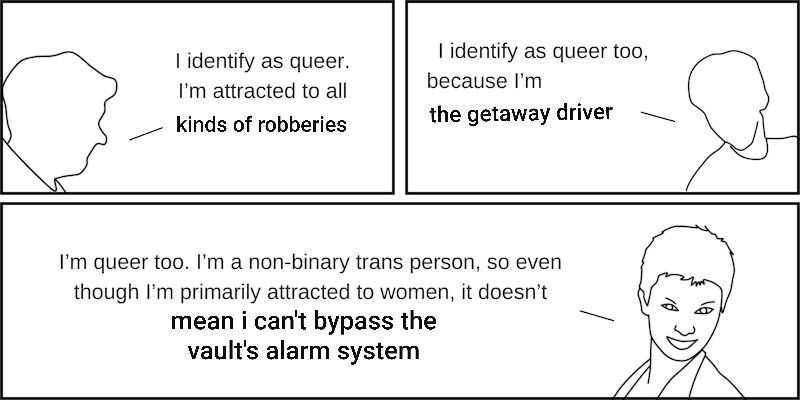 I identify as queer.
I'm attracted to all
kinds of robberies
I identify as queer too,
because I'm
the getaway driver
I'm queer too. I'm a non-binary trans person, so even
though I'm primarily attracted to women, it doesn't
mean i can't bypass the
vault's alarm system